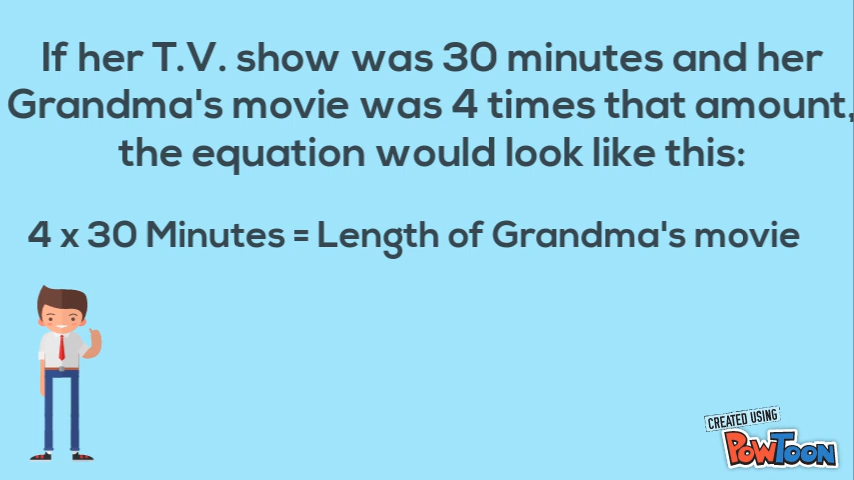 If her T.V. show was 30 minutes and her
Grandma's movie was 4 times that amount,
the equation would look like this:
4 x 30 Minutes = Length of Grandma's movie
CREATED USING
POWTOON